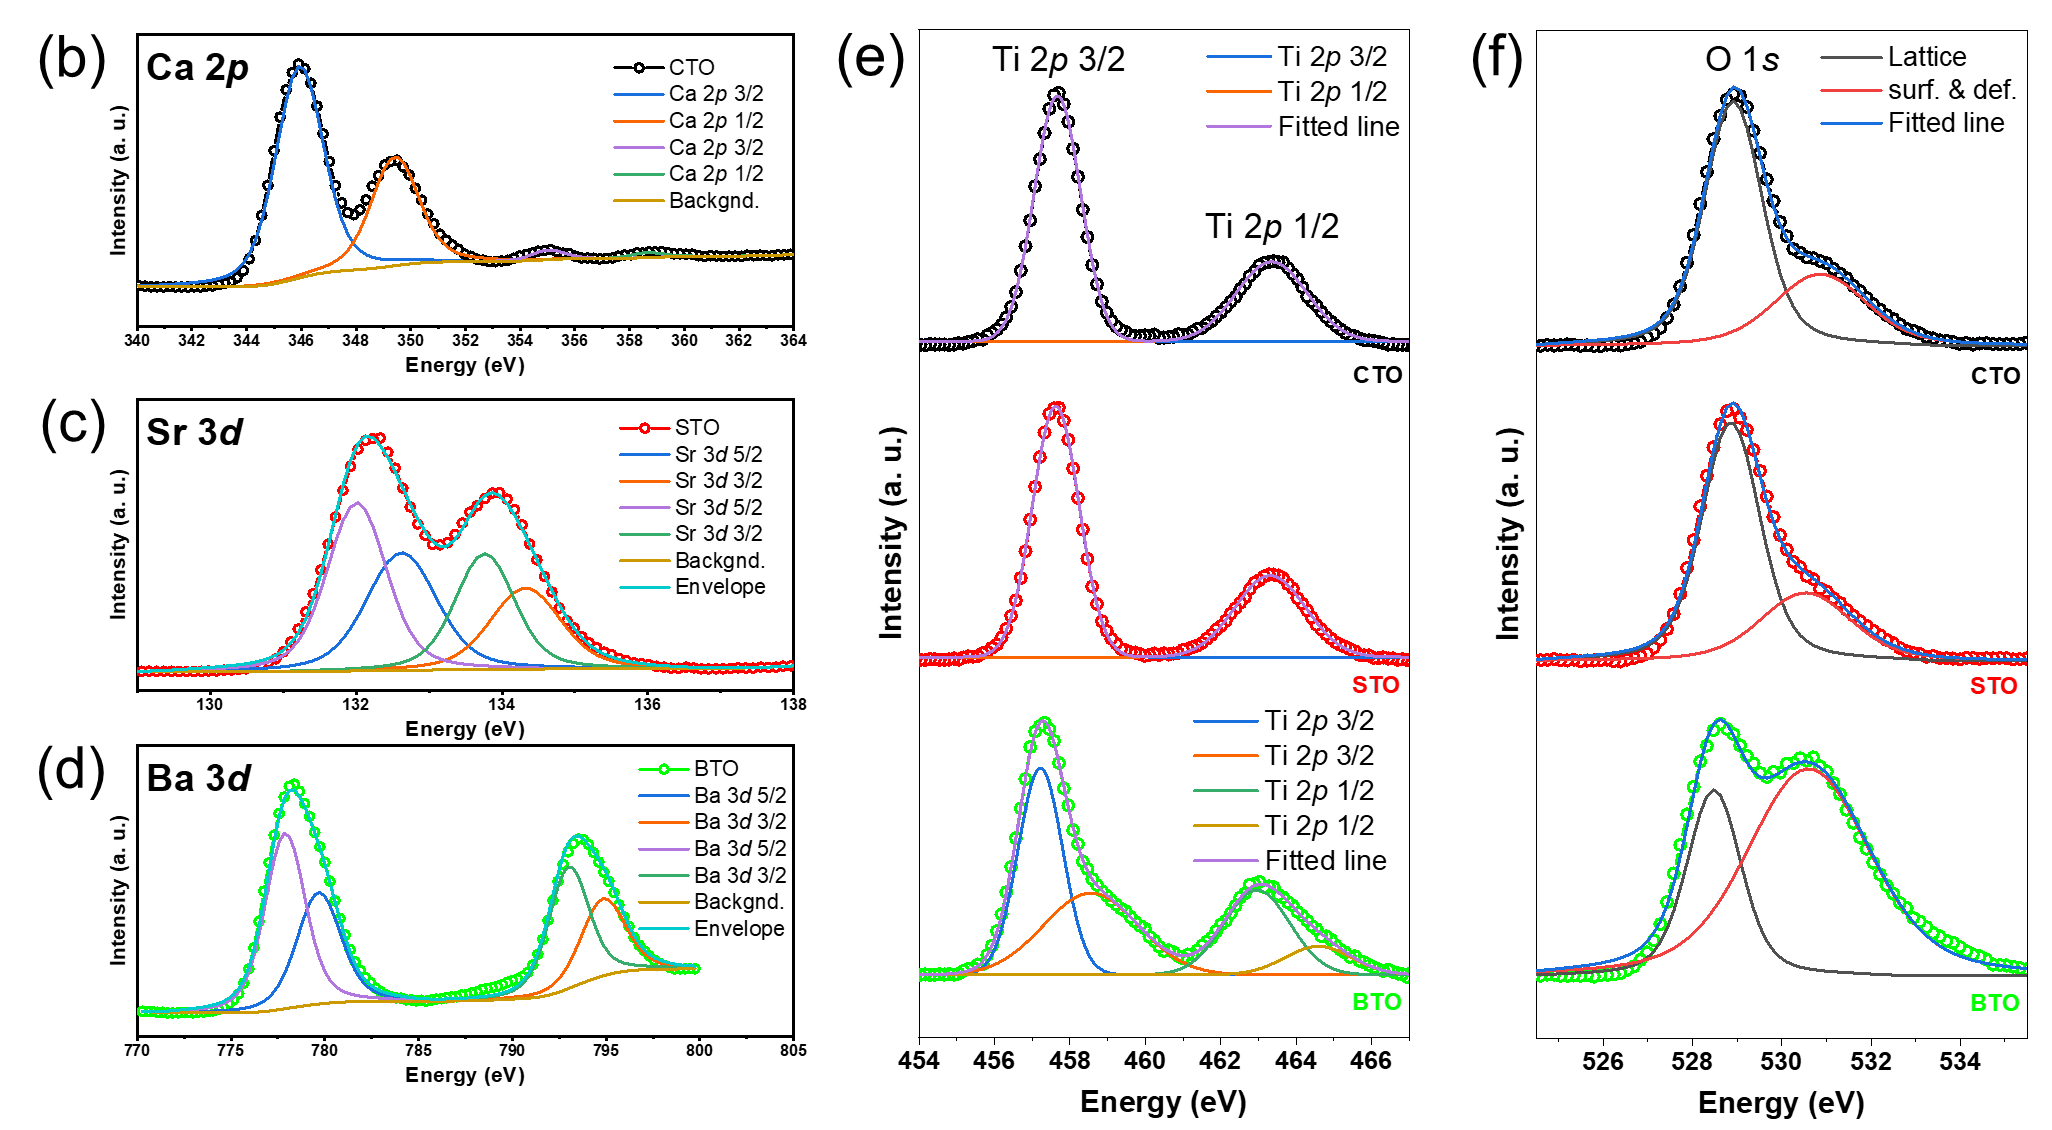 (b)
Ca 2p
CTO
Ca 2p 3/2
Ca 2p 1/2
Ca 2p 3/2
Ca 2p 1/2
Backgnd.
Intensity (a. u.)
340 342 344 346 348 350 352 354 356 358 360 362 364
Energy (eV)
(c)
Sr 3d
STO
Sr 3d 5/2
Sr 3d 3/2
Sr 3d 5/2
Sr 3d 3/2
Backgnd.
Envelope
Intensity (a. u.)
130 132 134 136 138
Energy (eV)
(d)
Ba 3d
BTO
Ba 3d 5/2
Ba 3d 3/2
Ba 3d 5/2
Ba 3d 3/2
Backgnd.
Envelope
Intensity (a. u.)
770 775 780 785 790 795 800 805
Energy (eV)
(e)
Ti 2p 3/2
Ti 2p 3/2
Ti 2p 1/2
Fitted line
Ti 2p 1/2
CTO
STO
Ti 2p 3/2
Ti 2p 3/2
Ti 2p 1/2
Ti 2p 1/2
Fitted line
BTO
Intensity (a. u.)
454 456 458 460 462 464 466
Energy (eV)
(f)
O 1s
Lattice
surf. & def.
Fitted line
CTO
STO
BTO
Intensity (a. u.)
526 528 530 532 534
Energy (eV)